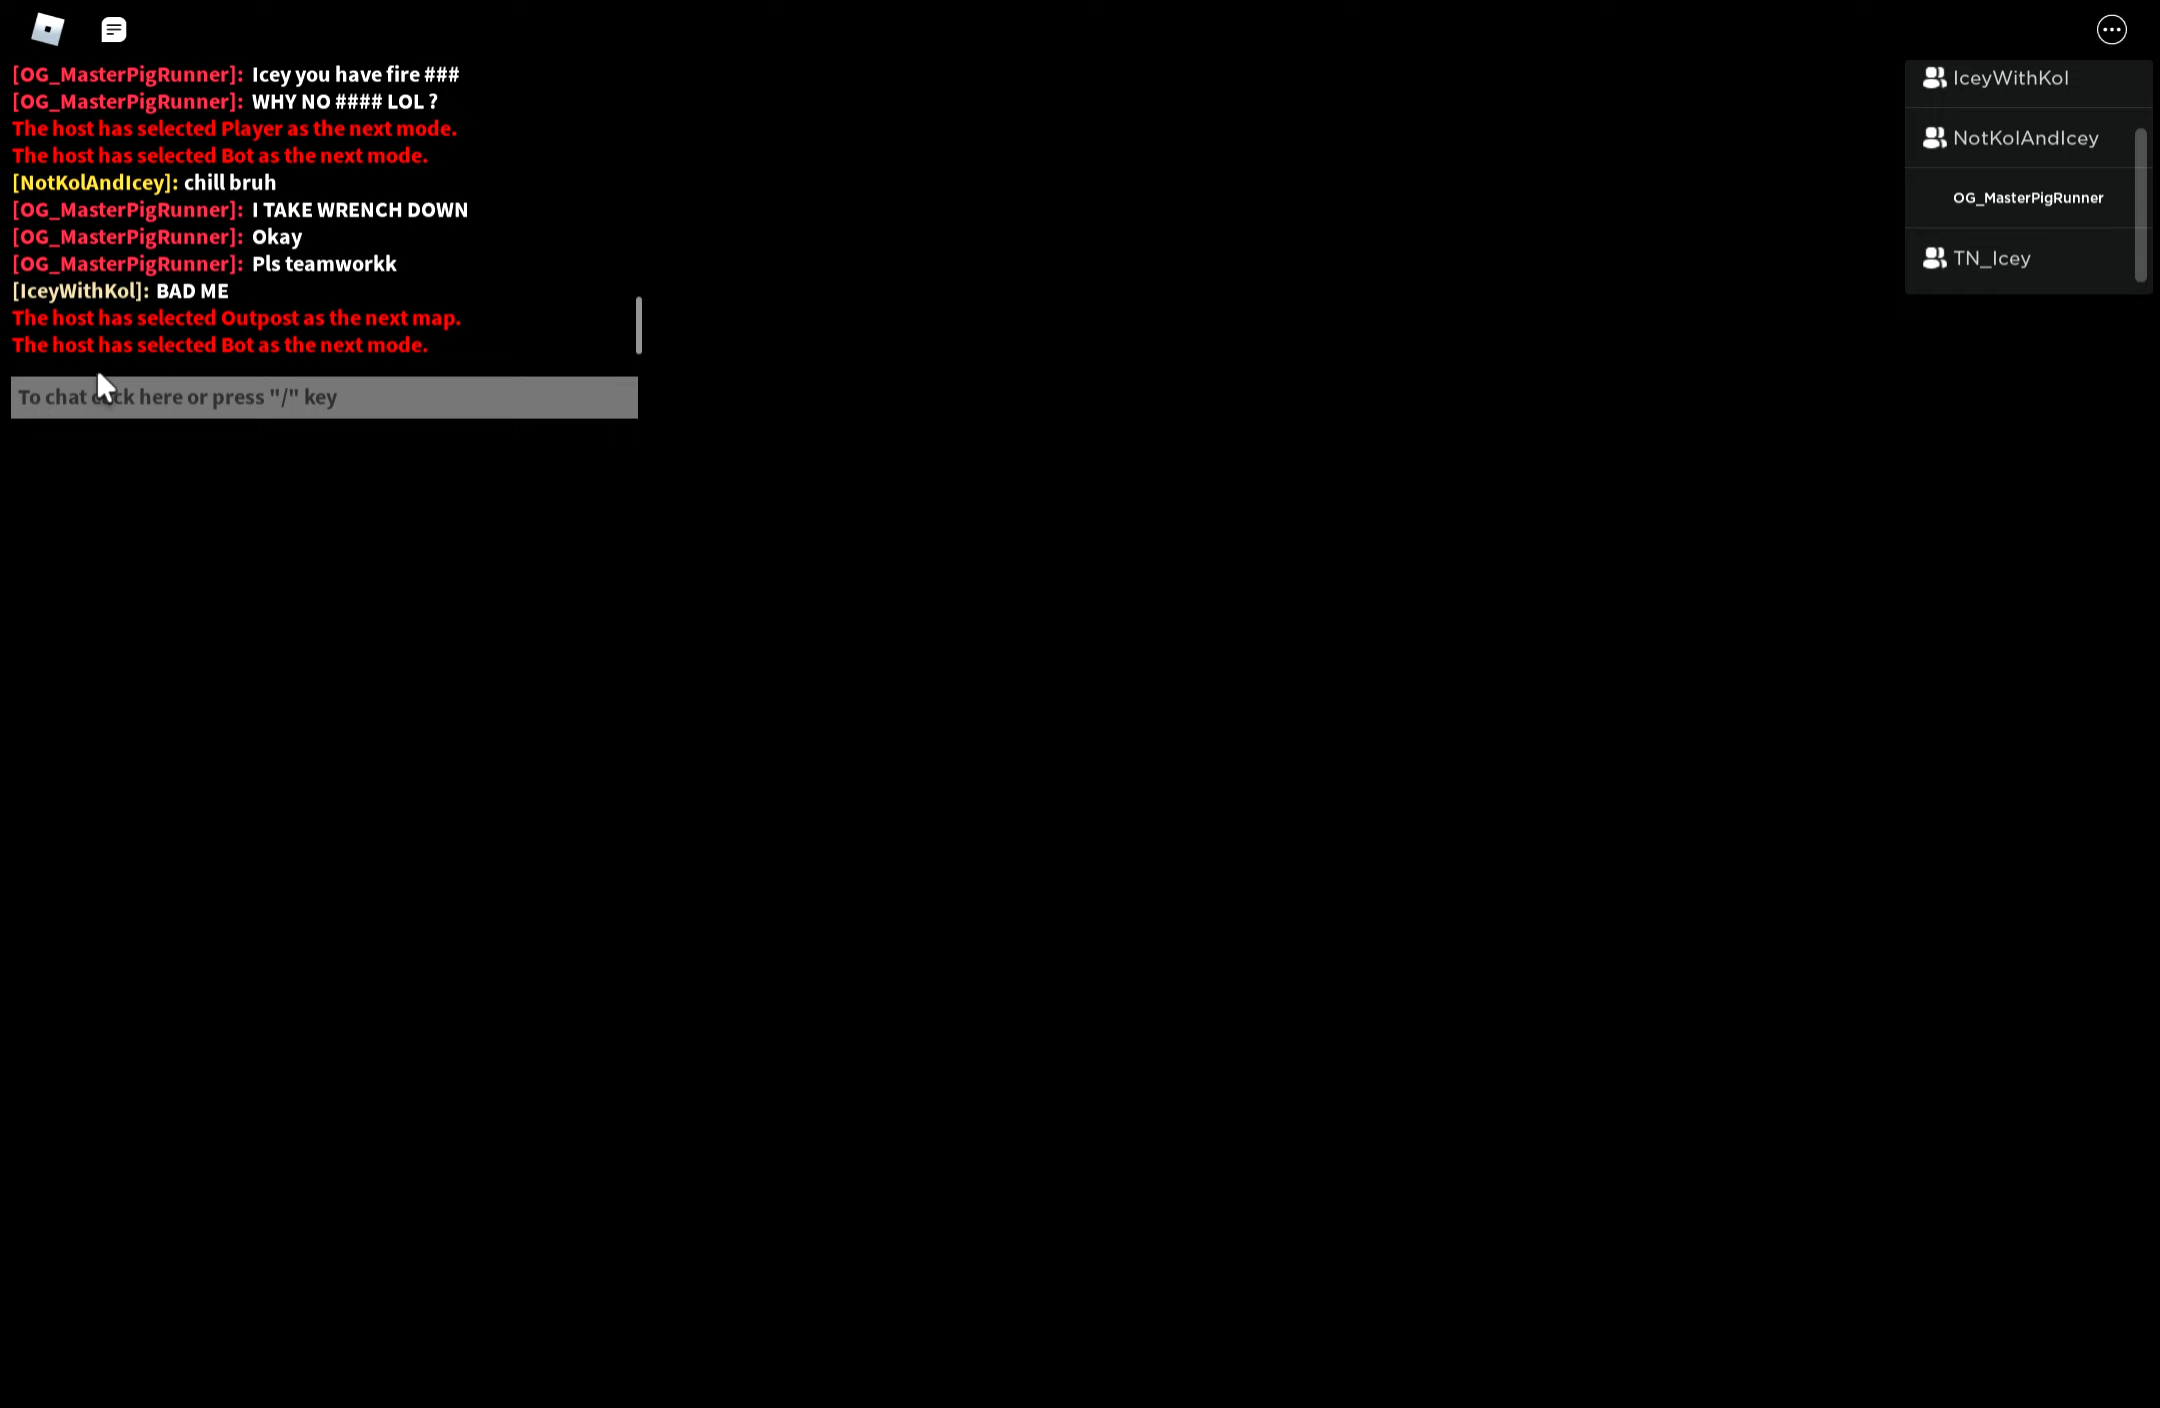 [OG_MasterPigRunner]: Icey you have fire ###
[OG_MasterPigRunner]: WHY NO #### LOL ?
The host has selected Player as the next mode.
The host has selected Bot as the next mode.
[NotKolAndIcey]: chill bruh
[OG_MasterPigRunner]: I TAKE WRENCH DOWN
[OG_MasterPigRunner]: Okay
[OG_MasterPigRunner]: Pls teamworkk
[IceyWithKol]: BAD ME
The host has selected Outpost as the next map.
The host has selected Bot as the next mode.
To chat click here or press "/" key
IceyWithKol
NotKolAndIcey
OG_MasterPigRunner
TN_Icey